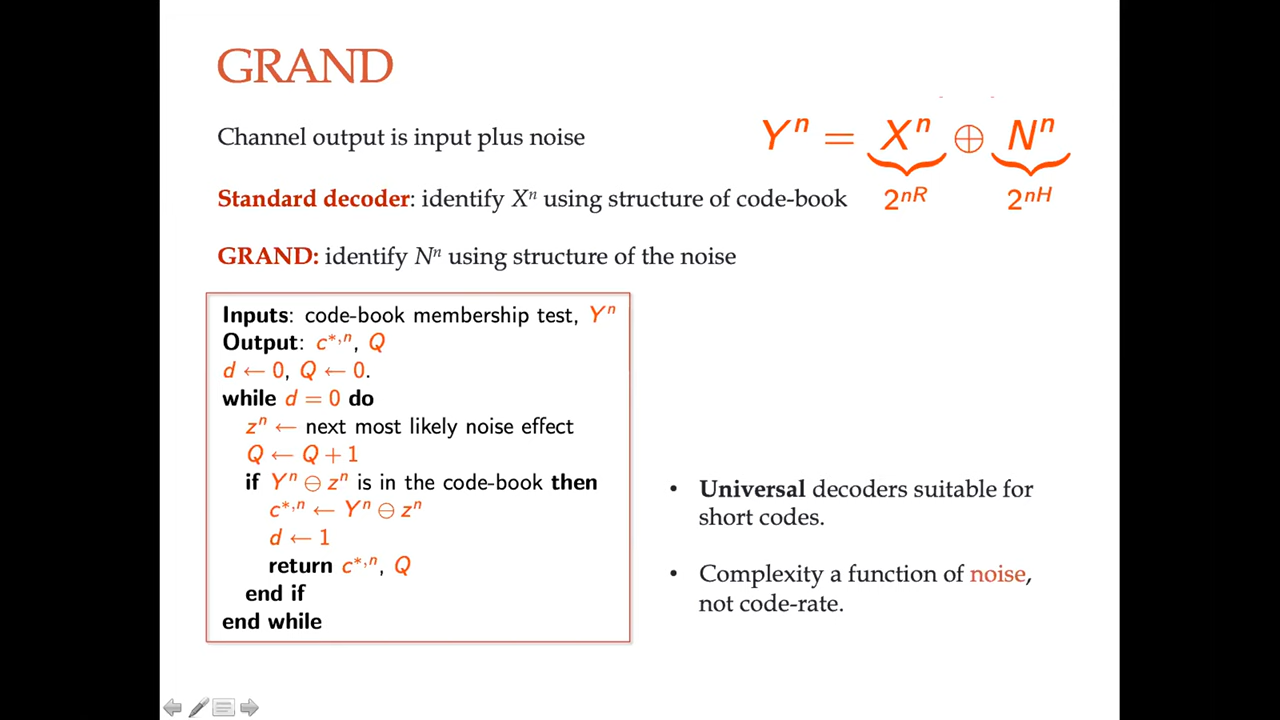 GRAND
Channel output is input plus noise
Yⁿ = Xⁿ ⊕ Nⁿ
2ⁿᴿ 2ⁿᴴ
Standard decoder: identify Xⁿ using structure of code-book
GRAND: identify Nⁿ using structure of the noise
Inputs: code-book membership test, Yⁿ
Output: c*,ⁿ, Q
d ← 0, Q ← 0.
while d = 0 do
zⁿ ← next most likely noise effect
Q ← Q + 1
if Yⁿ ⊖ zⁿ is in the code-book then
c*,ⁿ ← Yⁿ ⊖ zⁿ
d ← 1
return c*,ⁿ, Q
end if
end while
• Universal decoders suitable for
short codes.
• Complexity a function of noise,
not code-rate.